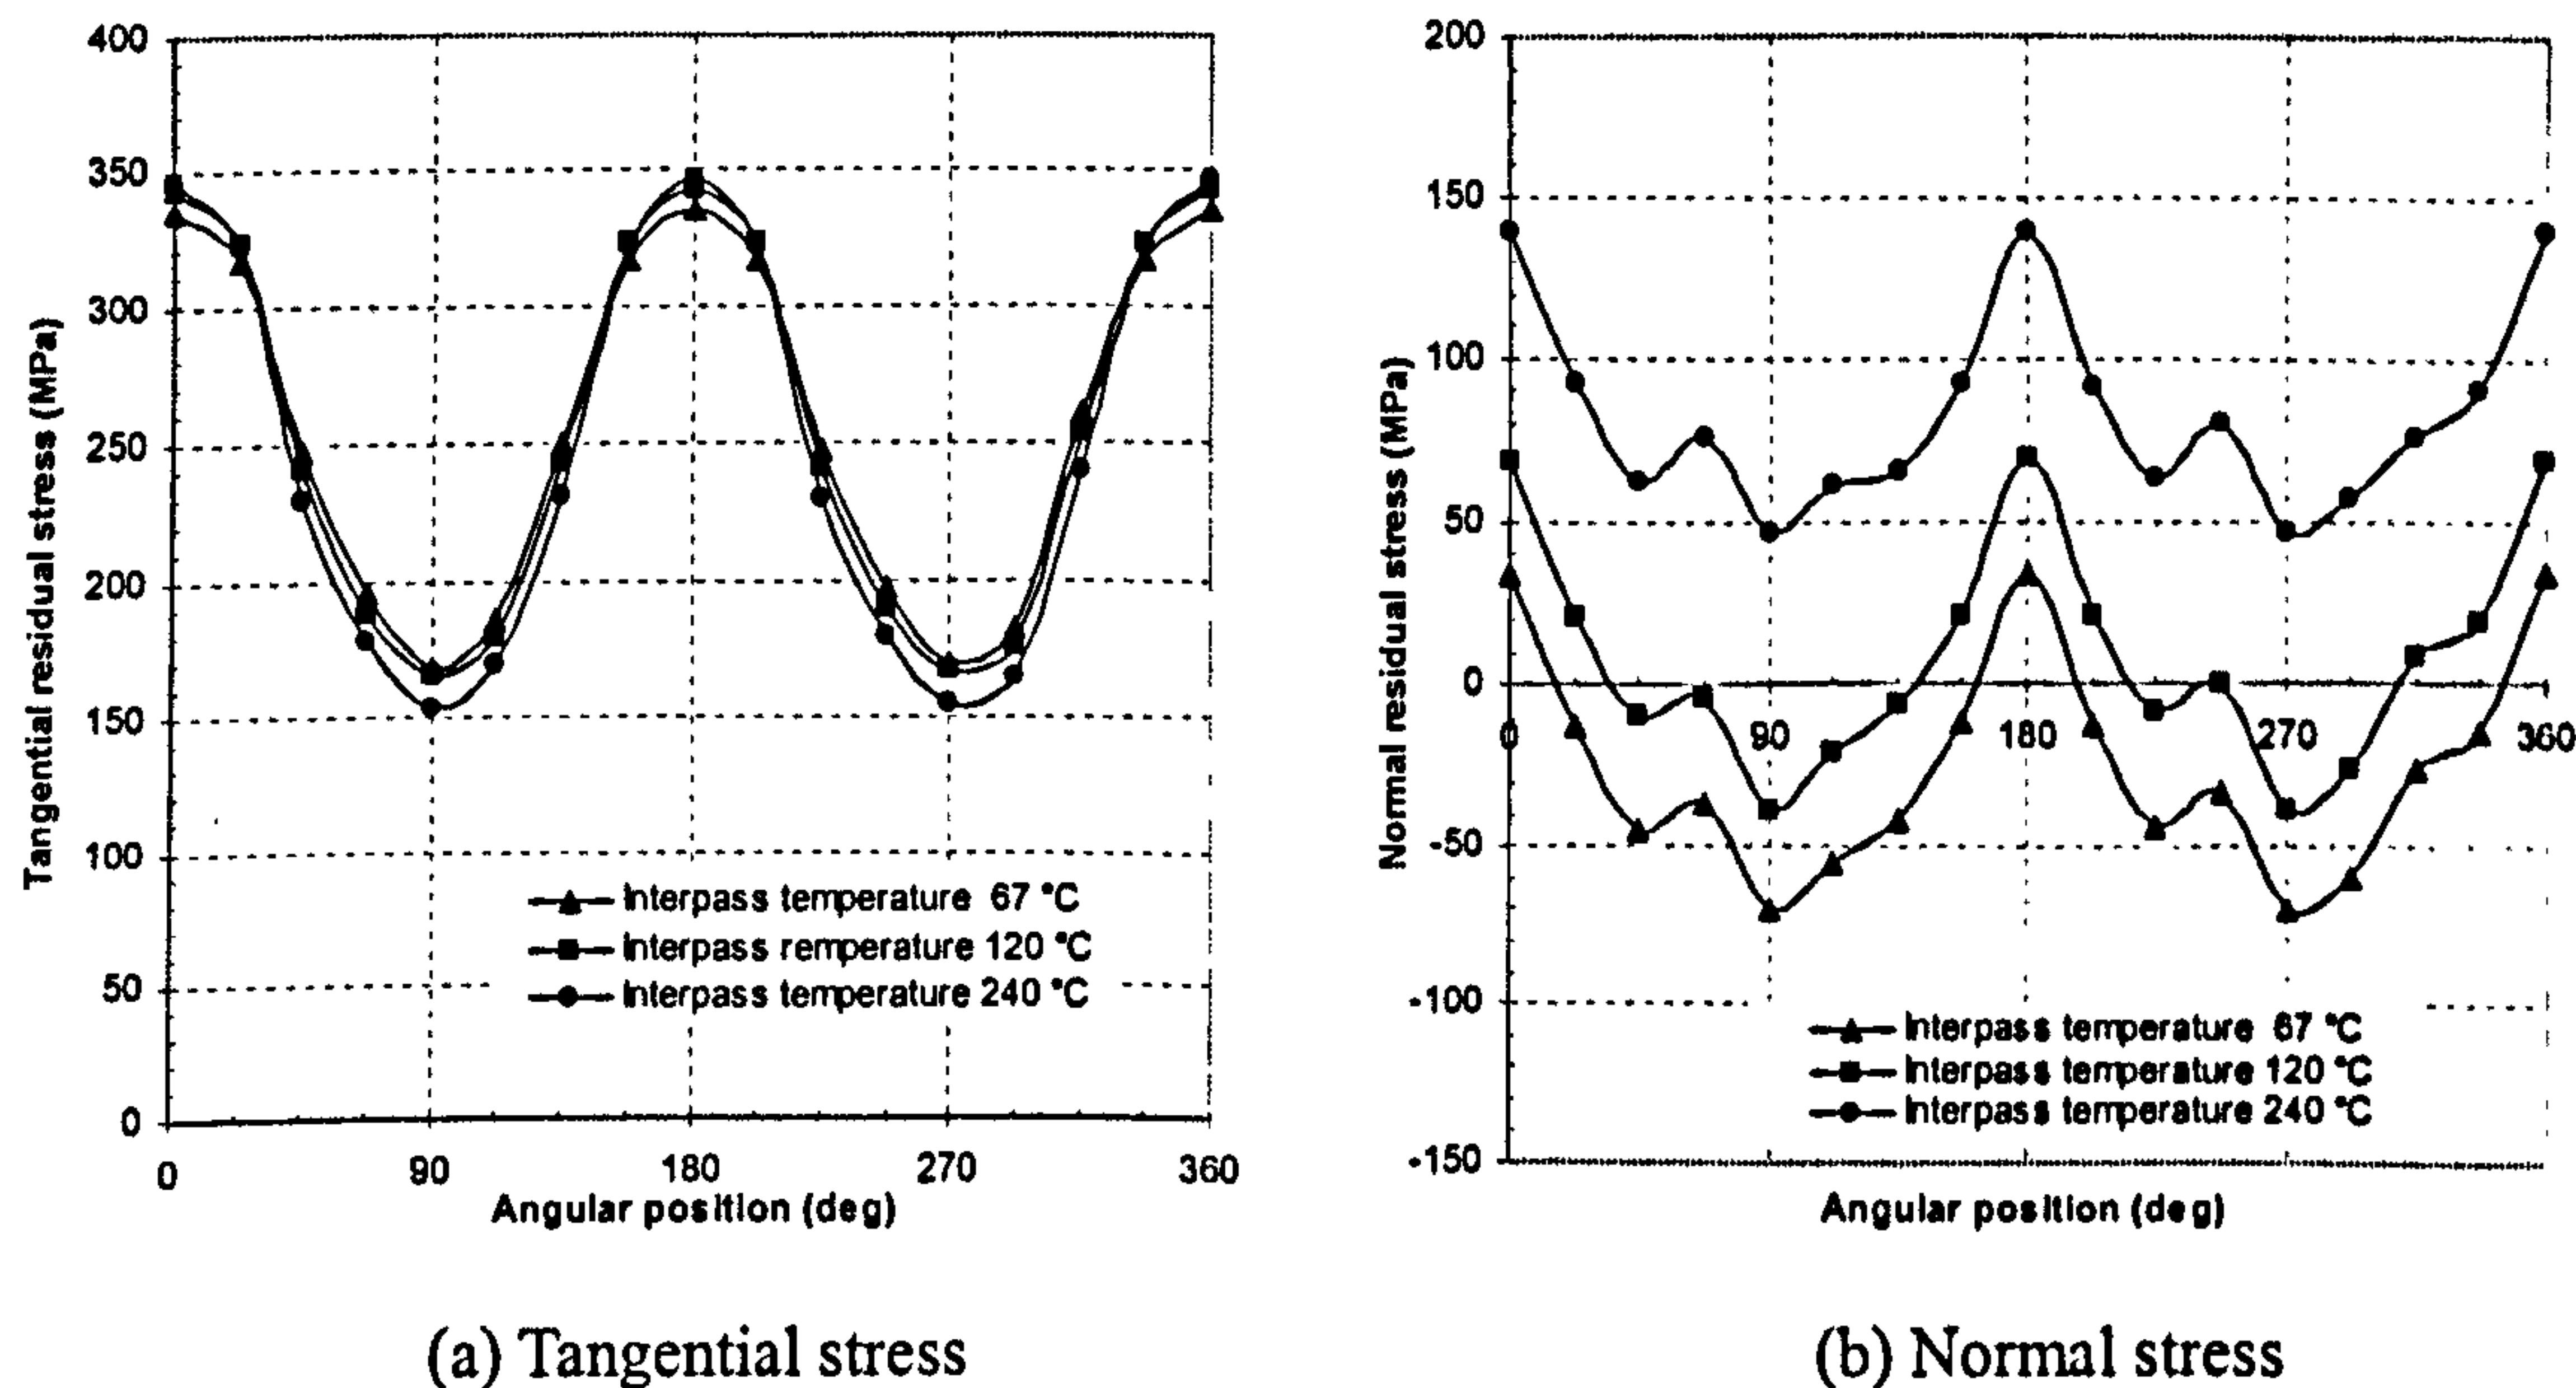 400
350
300
250
200
150
100
50
0
Tangential residual stress (MPa)
Interpass temperature 67 °C
Interpass remperature 120 °C
Interpass temperature 240 °C
0 90 180 270 360
Angular position (deg)
(a) Tangential stress
200
150
100
50
0
-50
-100
-150
Normal residual stress (MPa)
0 90 180 270 360
Interpass temperature 67 °C
Interpass temperature 120 °C
Interpass temperature 240 °C
Angular position (deg)
(b) Normal stress